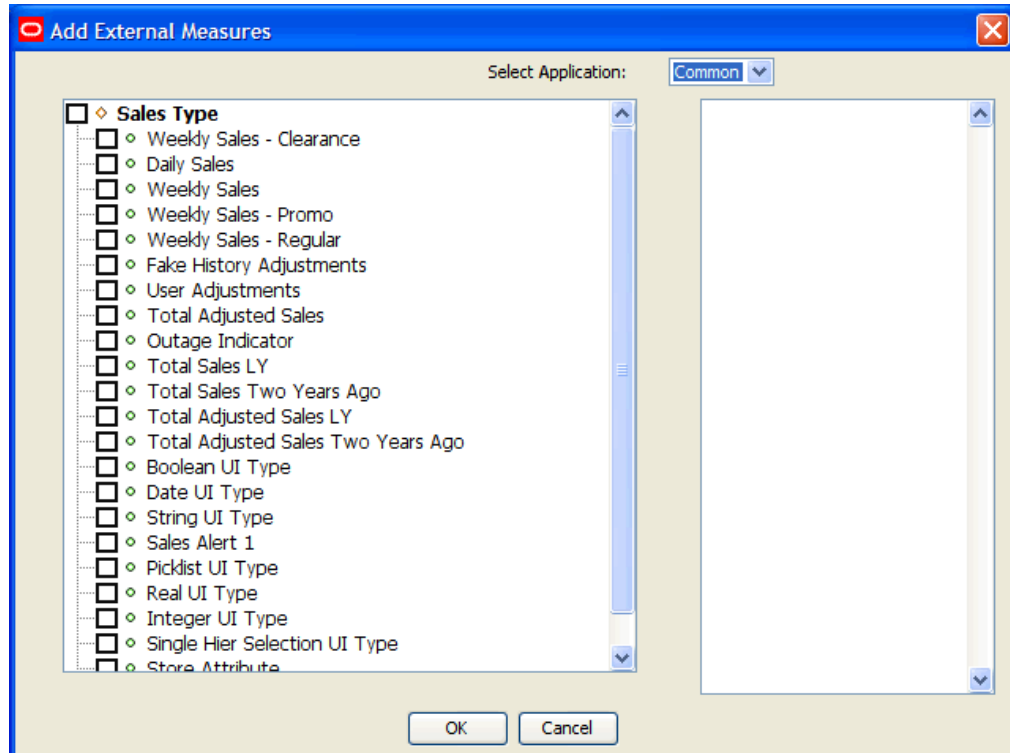 Add External Measures
Select Application: Common
Sales Type
Weekly Sales - Clearance
Daily Sales
Weekly Sales
Weekly Sales - Promo
Weekly Sales - Regular
Fake History Adjustments
User Adjustments
Total Adjusted Sales
Outage Indicator
Total Sales LY
Total Sales Two Years Ago
Total Adjusted Sales LY
Total Adjusted Sales Two Years Ago
Boolean UI Type
Date UI Type
String UI Type
Sales Alert 1
Picklist UI Type
Real UI Type
Integer UI Type
Single Hier Selection UI Type
Store Attribute
OK Cancel